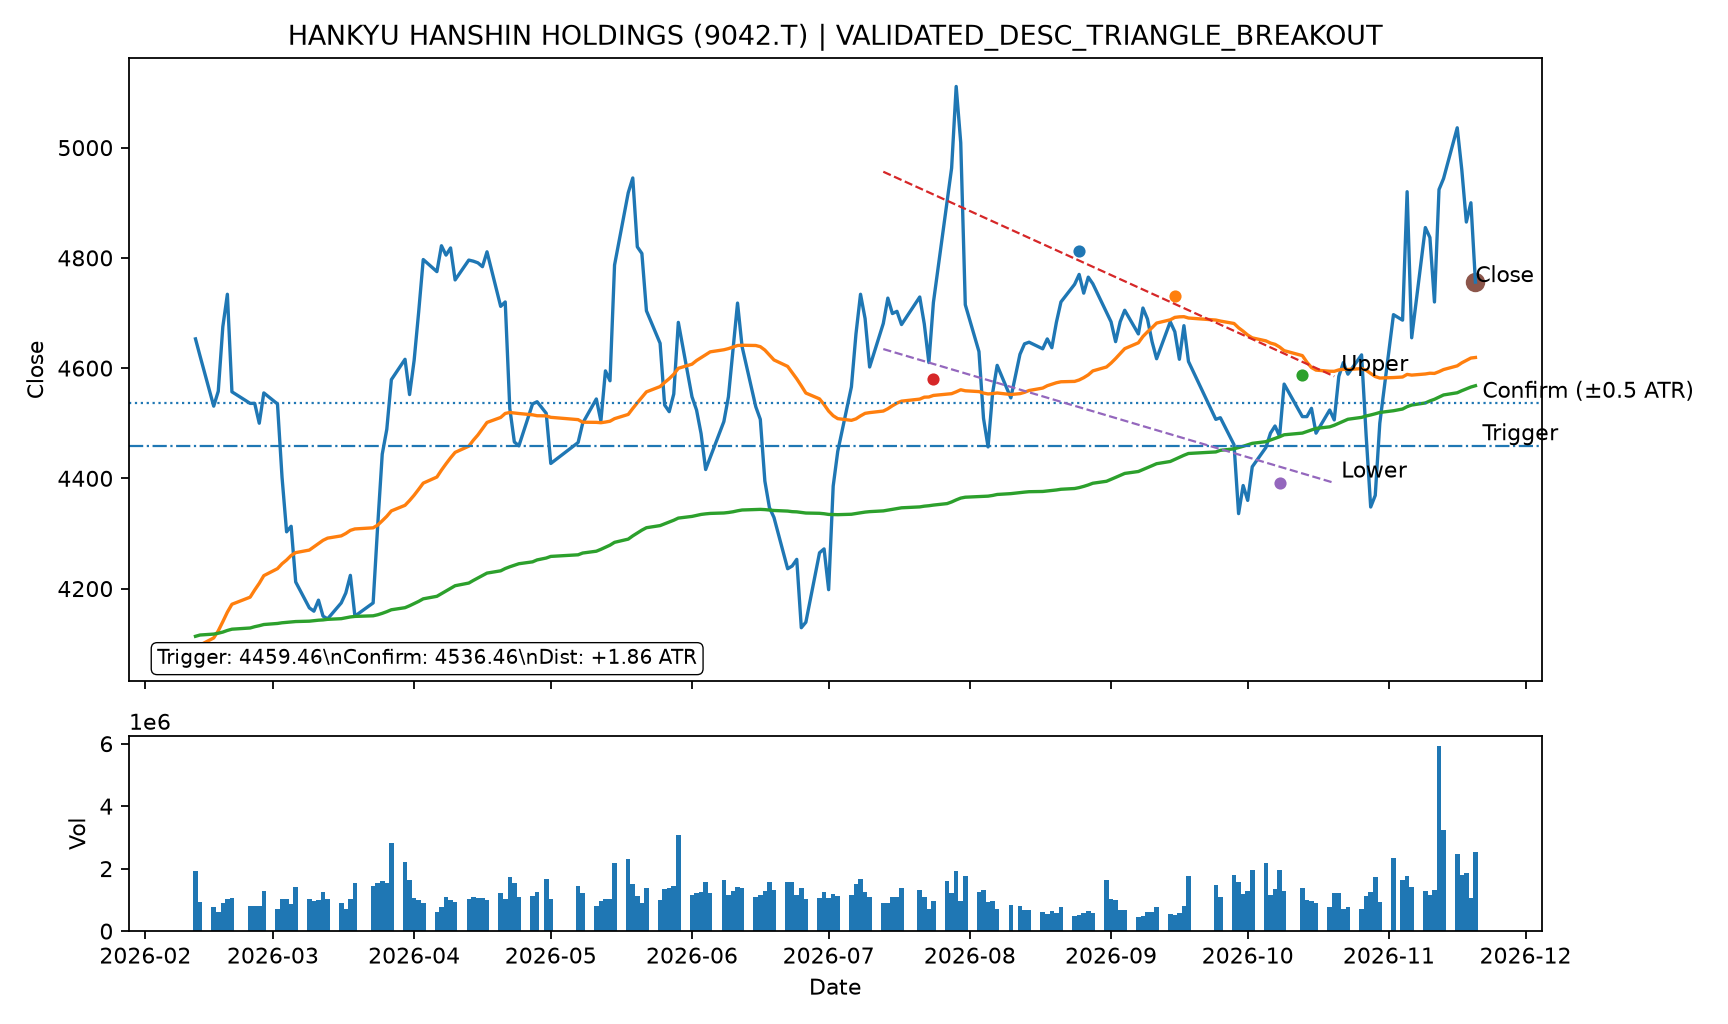 HANKYU HANSHIN HOLDINGS (9042.T) | VALIDATED_DESC_TRIANGLE_BREAKOUT
Close
5000
4800
4600
4400
4200
Close
Upper
Confirm (±0.5 ATR)
Trigger
Lower
Trigger: 4459.46\nConfirm: 4536.46\nDist: +1.86 ATR
1e6
Vol
6
4
2
0
2026-02 2026-03 2026-04 2026-05 2026-06 2026-07 2026-08 2026-09 2026-10 2026-11 2026-12
Date